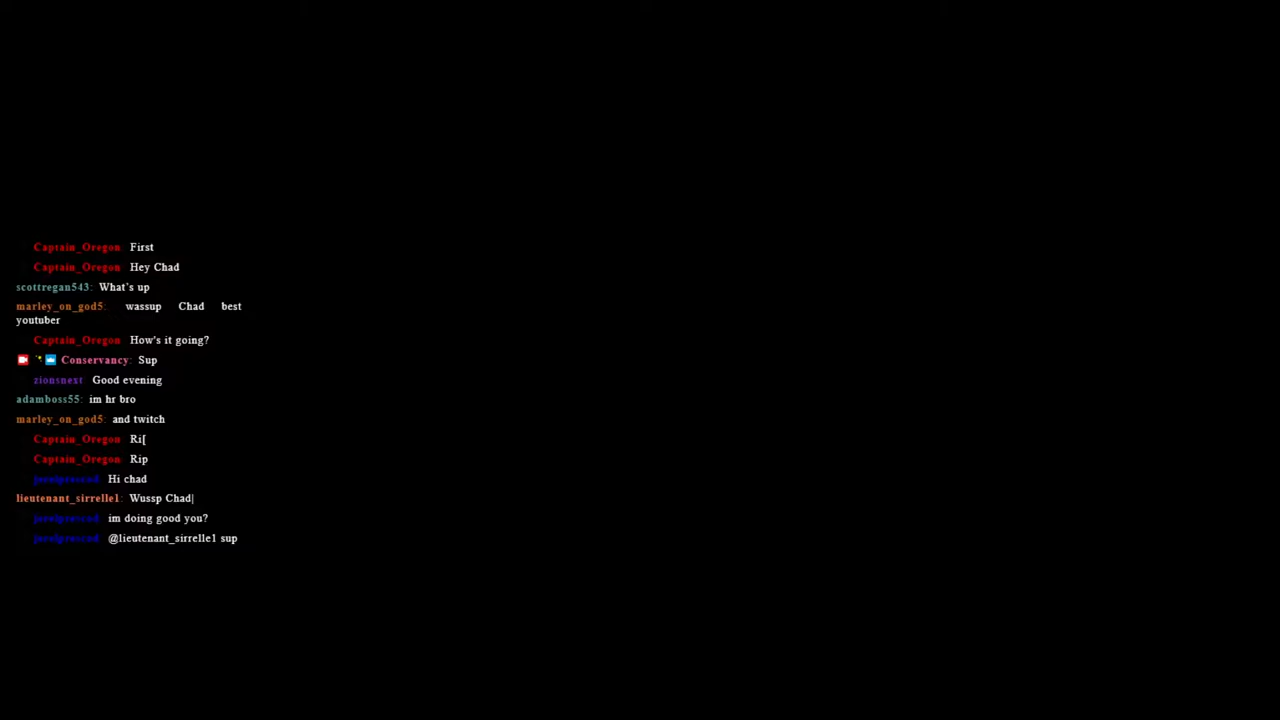 Captain_Oregon: First
Captain_Oregon: Hey Chad
scottregan543: What's up
marley_on_god5: wassup Chad best
youtuber
Captain_Oregon: How's it going?
Conservancy: Sup
zionsnext: Good evening
adamboss55: im hr bro
marley_on_god5: and twitch
Captain_Oregon: Ri[
Captain_Oregon: Rip
Hi chad
lieutenant_sirrelle1: Wussp Chad|
im doing good you?
@lieutenant_sirrelle1 sup